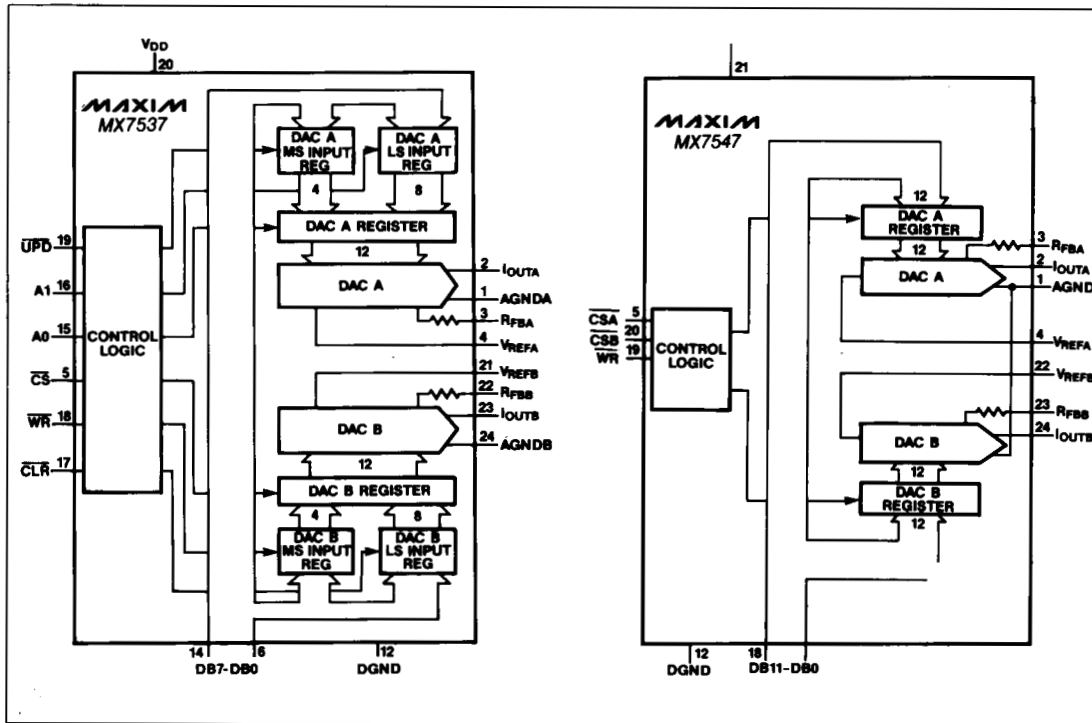 VDD
20
MAXIM
MX7537
DAC A
MS INPUT
REG
DAC A
LS INPUT
REG
4
8
DAC A REGISTER
12
DAC A
2 IOUTA
1 AGNDA
3 RFBA
4 VREFA
UPD 19
A1 16
A0 15
CS 5
WR 18
CLR 17
CONTROL
LOGIC
21 VREFB
22 RFBB
23 IOUTB
24 AGNDB
DAC B
12
DAC B REGISTER
4
8
DAC B
MS INPUT
REG
DAC B
LS INPUT
REG
14
6
12
DB7-DB0
DGND
21
MAXIM
MX7547
12
DAC A
REGISTER
12
DAC A
3 RFBA
2 IOUTA
1 AGND
4 VREFA
CSA 5
CSB 20
WR 19
CONTROL
LOGIC
22 VREFB
23 RFBB
24 IOUTB
DAC B
12
DAC B
REGISTER
12
12
DGND
18
DB11-DB0